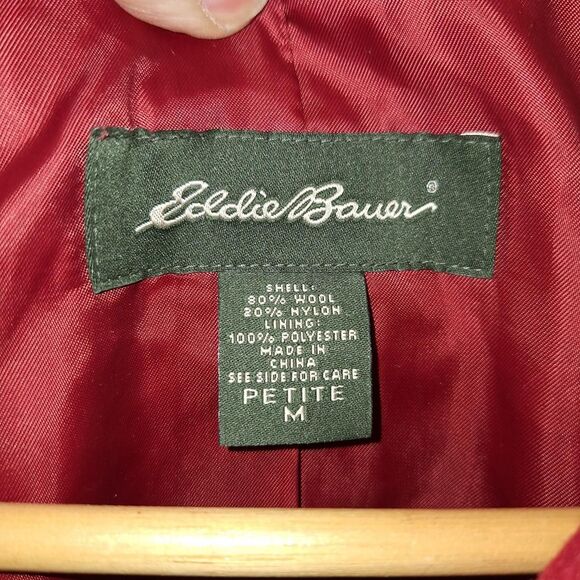 Eddie Bauer®
SHELL:
80% WOOL
20% NYLON
LINING:
100% POLYESTER
MADE IN
CHINA
SEE SIDE FOR CARE
PETITE
M